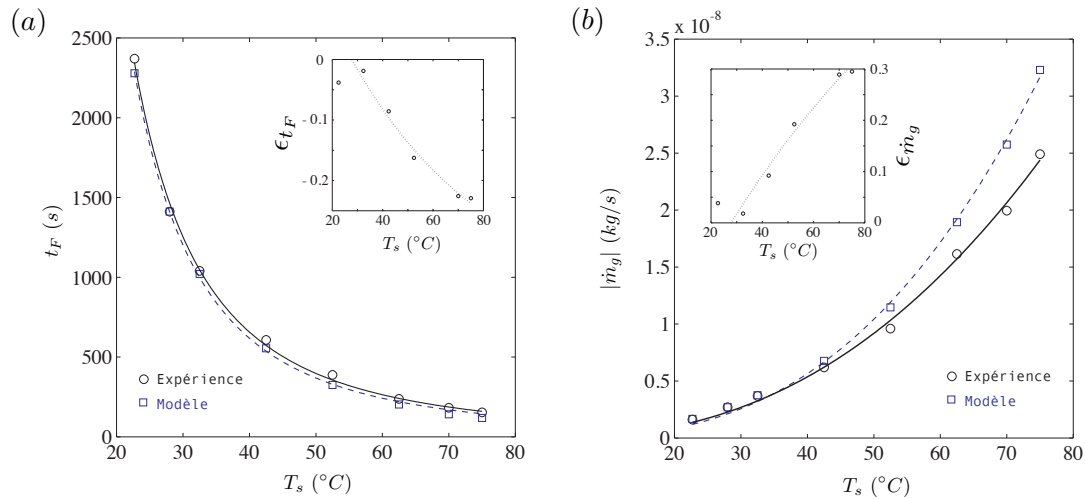 (a)
2500
2000
1500
1000
500
0
20 30 40 50 60 70 80
t_F (s)
T_s (°C)
Expérience
Modèle
0
- 0.1
- 0.2
20 40 60 80
ϵ_{t_F}
T_s (°C)
(b)
x 10^-8
3.5
3
2.5
2
1.5
1
0.5
0
20 30 40 50 60 70 80
|ṁ_g| (kg/s)
T_s (°C)
Expérience
Modèle
0.3
0.2
0.1
0
20 40 60 80
ϵ_{ṁ_g}
T_s (°C)